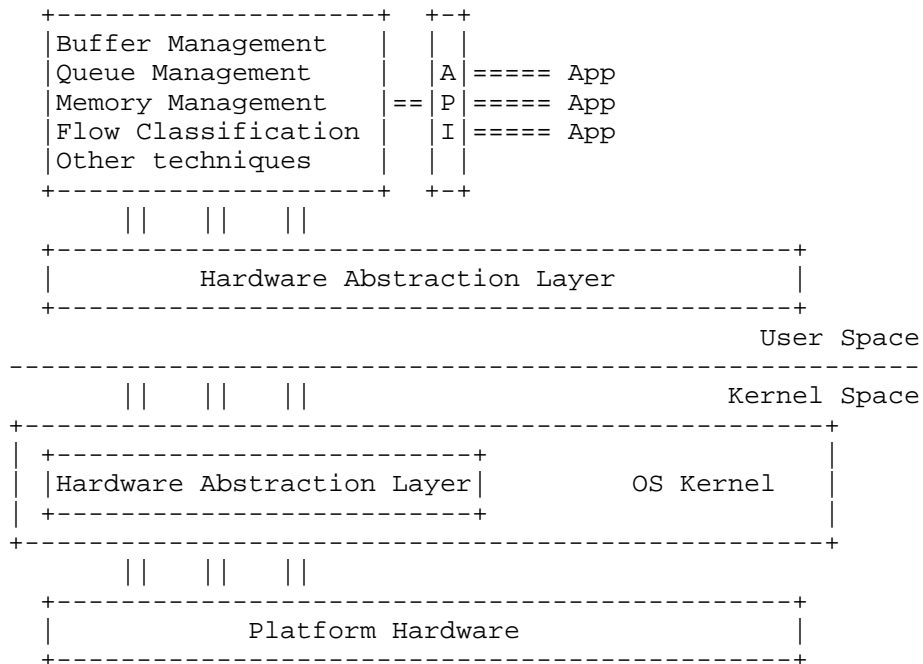 Buffer Management
Queue Management A ===== App
Memory Management == P ===== App
Flow Classification I ===== App
Other techniques
Hardware Abstraction Layer
User Space
Kernel Space
Hardware Abstraction Layer OS Kernel
Platform Hardware